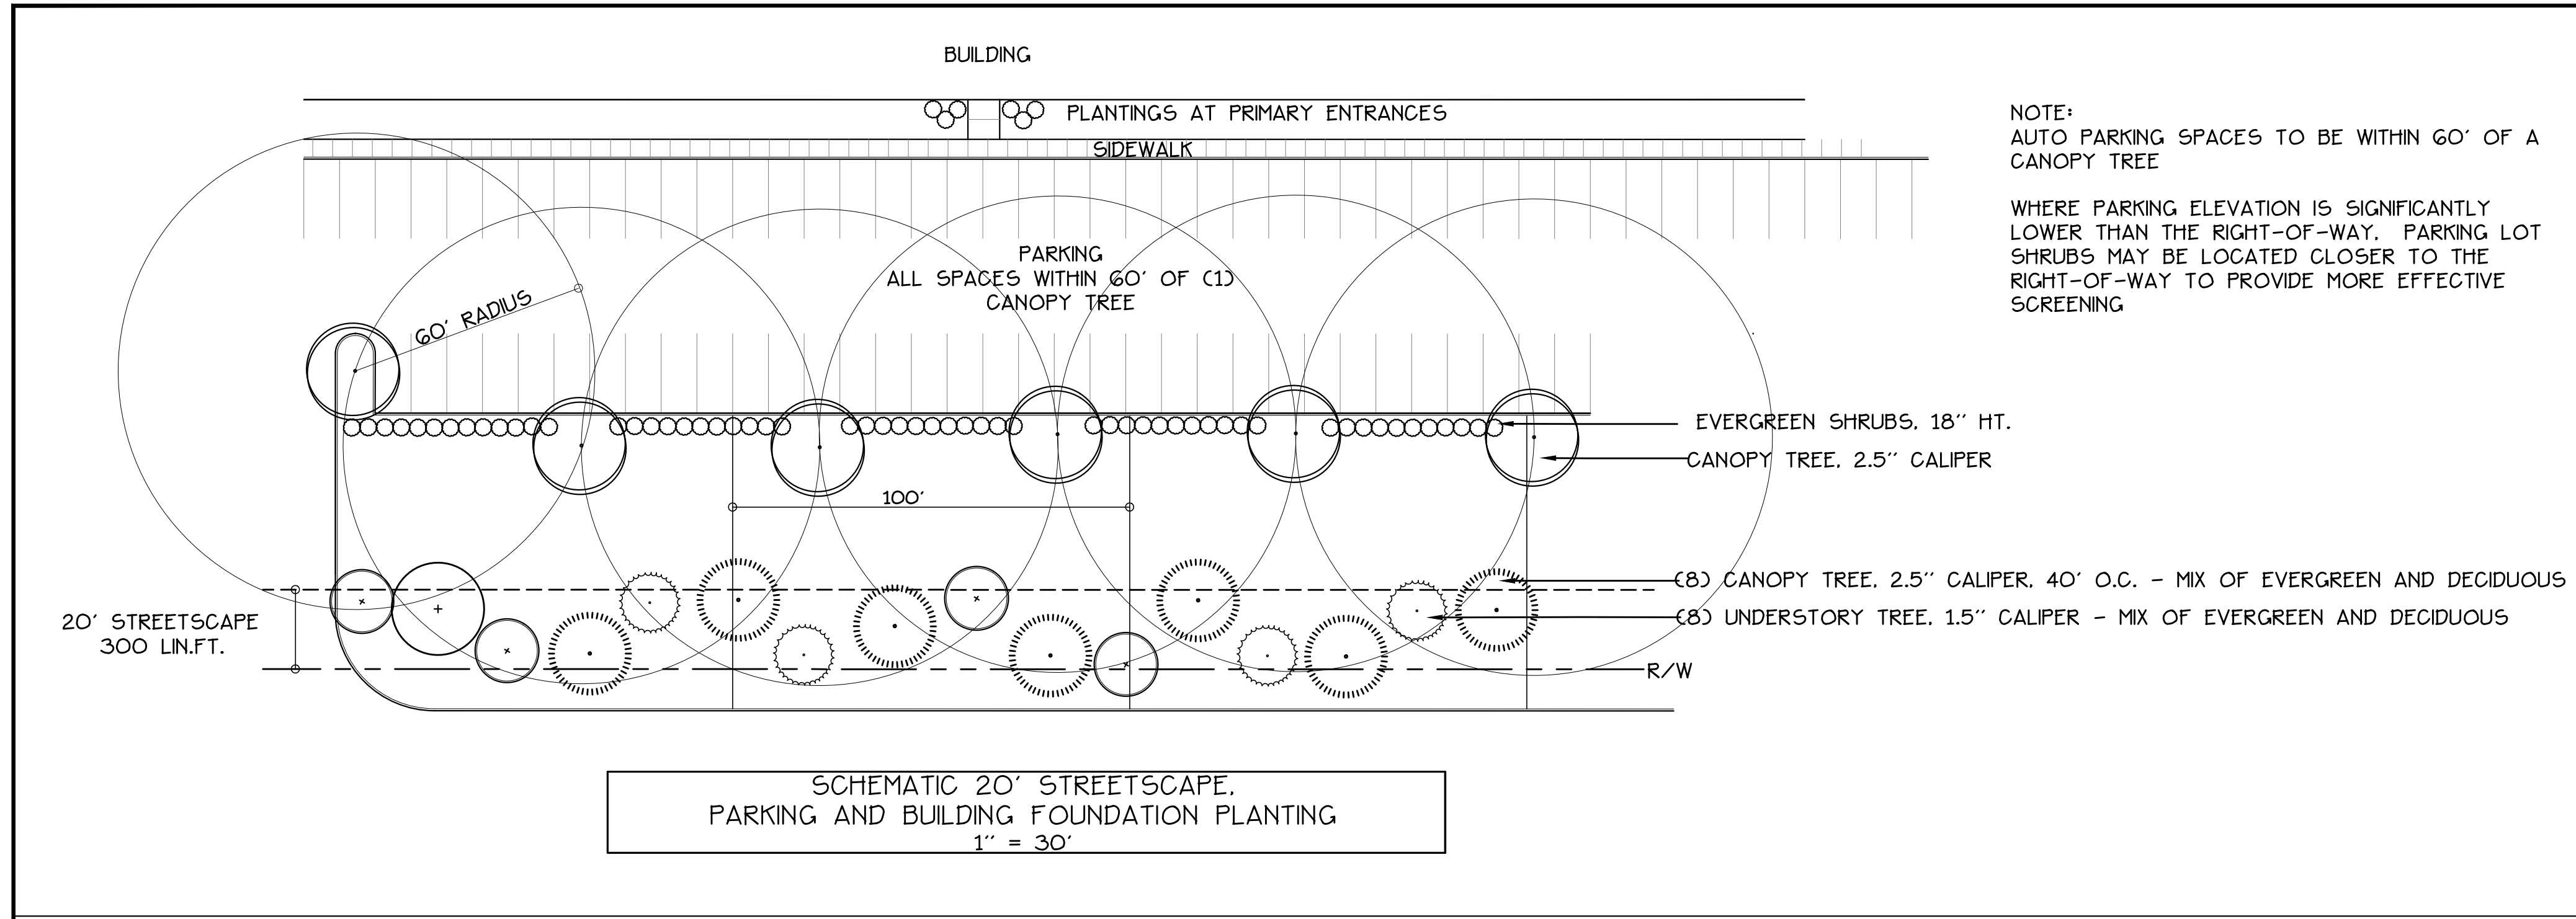 BUILDING
PLANTINGS AT PRIMARY ENTRANCES
SIDEWALK
NOTE:
AUTO PARKING SPACES TO BE WITHIN 60' OF A
CANOPY TREE
WHERE PARKING ELEVATION IS SIGNIFICANTLY
LOWER THAN THE RIGHT-OF-WAY, PARKING LOT
SHRUBS MAY BE LOCATED CLOSER TO THE
RIGHT-OF-WAY TO PROVIDE MORE EFFECTIVE
SCREENING
PARKING
ALL SPACES WITHIN 60' OF (1)
CANOPY TREE
60' RADIUS
EVERGREEN SHRUBS, 18" HT.
CANOPY TREE, 2.5" CALIPER
100'
(8) CANOPY TREE, 2.5" CALIPER, 40' O.C. - MIX OF EVERGREEN AND DECIDUOUS
(8) UNDERSTORY TREE, 1.5" CALIPER - MIX OF EVERGREEN AND DECIDUOUS
20' STREETSCAPE
300 LIN.FT.
R/W
SCHEMATIC 20' STREETSCAPE,
PARKING AND BUILDING FOUNDATION PLANTING
1" = 30'